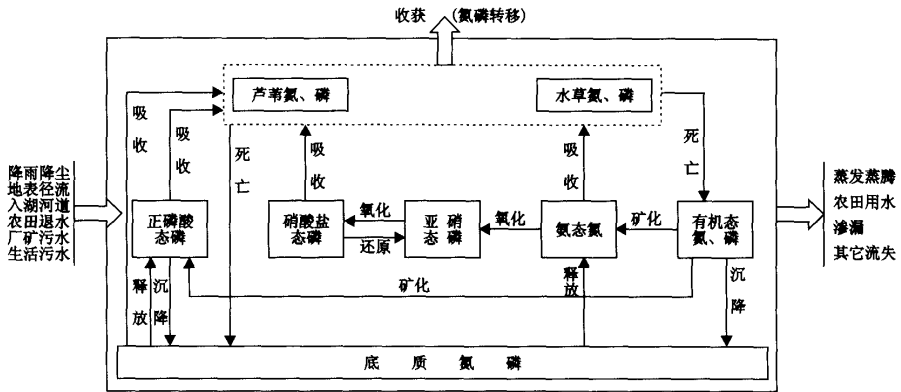 收获 (氮磷转移)
芦苇氮、磷
水草氮、磷
吸收
吸收
死亡
吸收
吸收
死亡
降雨降尘
地表径流
入湖河道
农田退水
厂矿污水
生活污水
正磷酸
态磷
硝酸盐
态磷
氧化
还原
亚硝
态磷
氧化
氨态氮
矿化
有机态
氮、磷
蒸发蒸腾
农田用水
渗漏
其它流失
释放
沉降
矿化
释放
沉降
底质氮磷